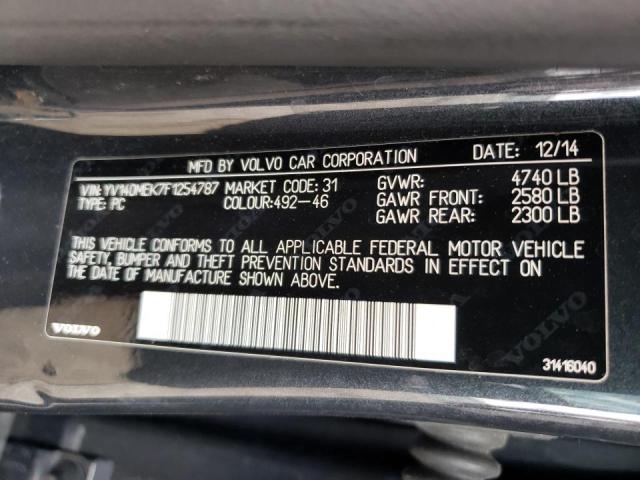 MFD BY VOLVO CAR CORPORATION DATE: 12/14
VIN: YV140MEK7F1254787 MARKET CODE: 31 GVWR: 4740 LB
TYPE: PC COLOUR:492-46 GAWR FRONT: 2580 LB
GAWR REAR: 2300 LB
THIS VEHICLE CONFORMS TO ALL APPLICABLE FEDERAL MOTOR VEHICLE
SAFETY, BUMPER AND THEFT PREVENTION STANDARDS IN EFFECT ON
THE DATE OF MANUFACTURE SHOWN ABOVE.
VOLVO
31416040